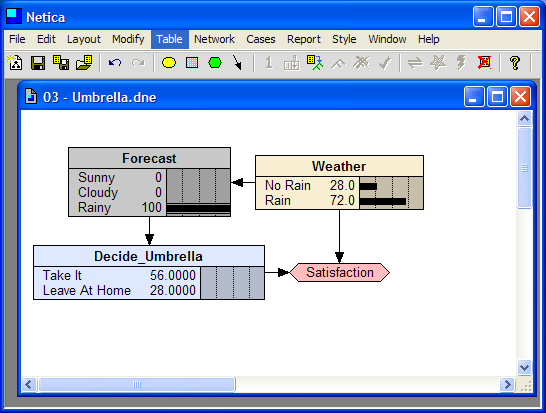 Netica
File Edit Layout Modify Table Network Cases Report Style Window Help
1
?
03 - Umbrella.dne
Forecast
Sunny 0
Cloudy 0
Rainy 100
Weather
No Rain 28.0
Rain 72.0
Decide_Umbrella
Take It 56.0000
Leave At Home 28.0000
Satisfaction